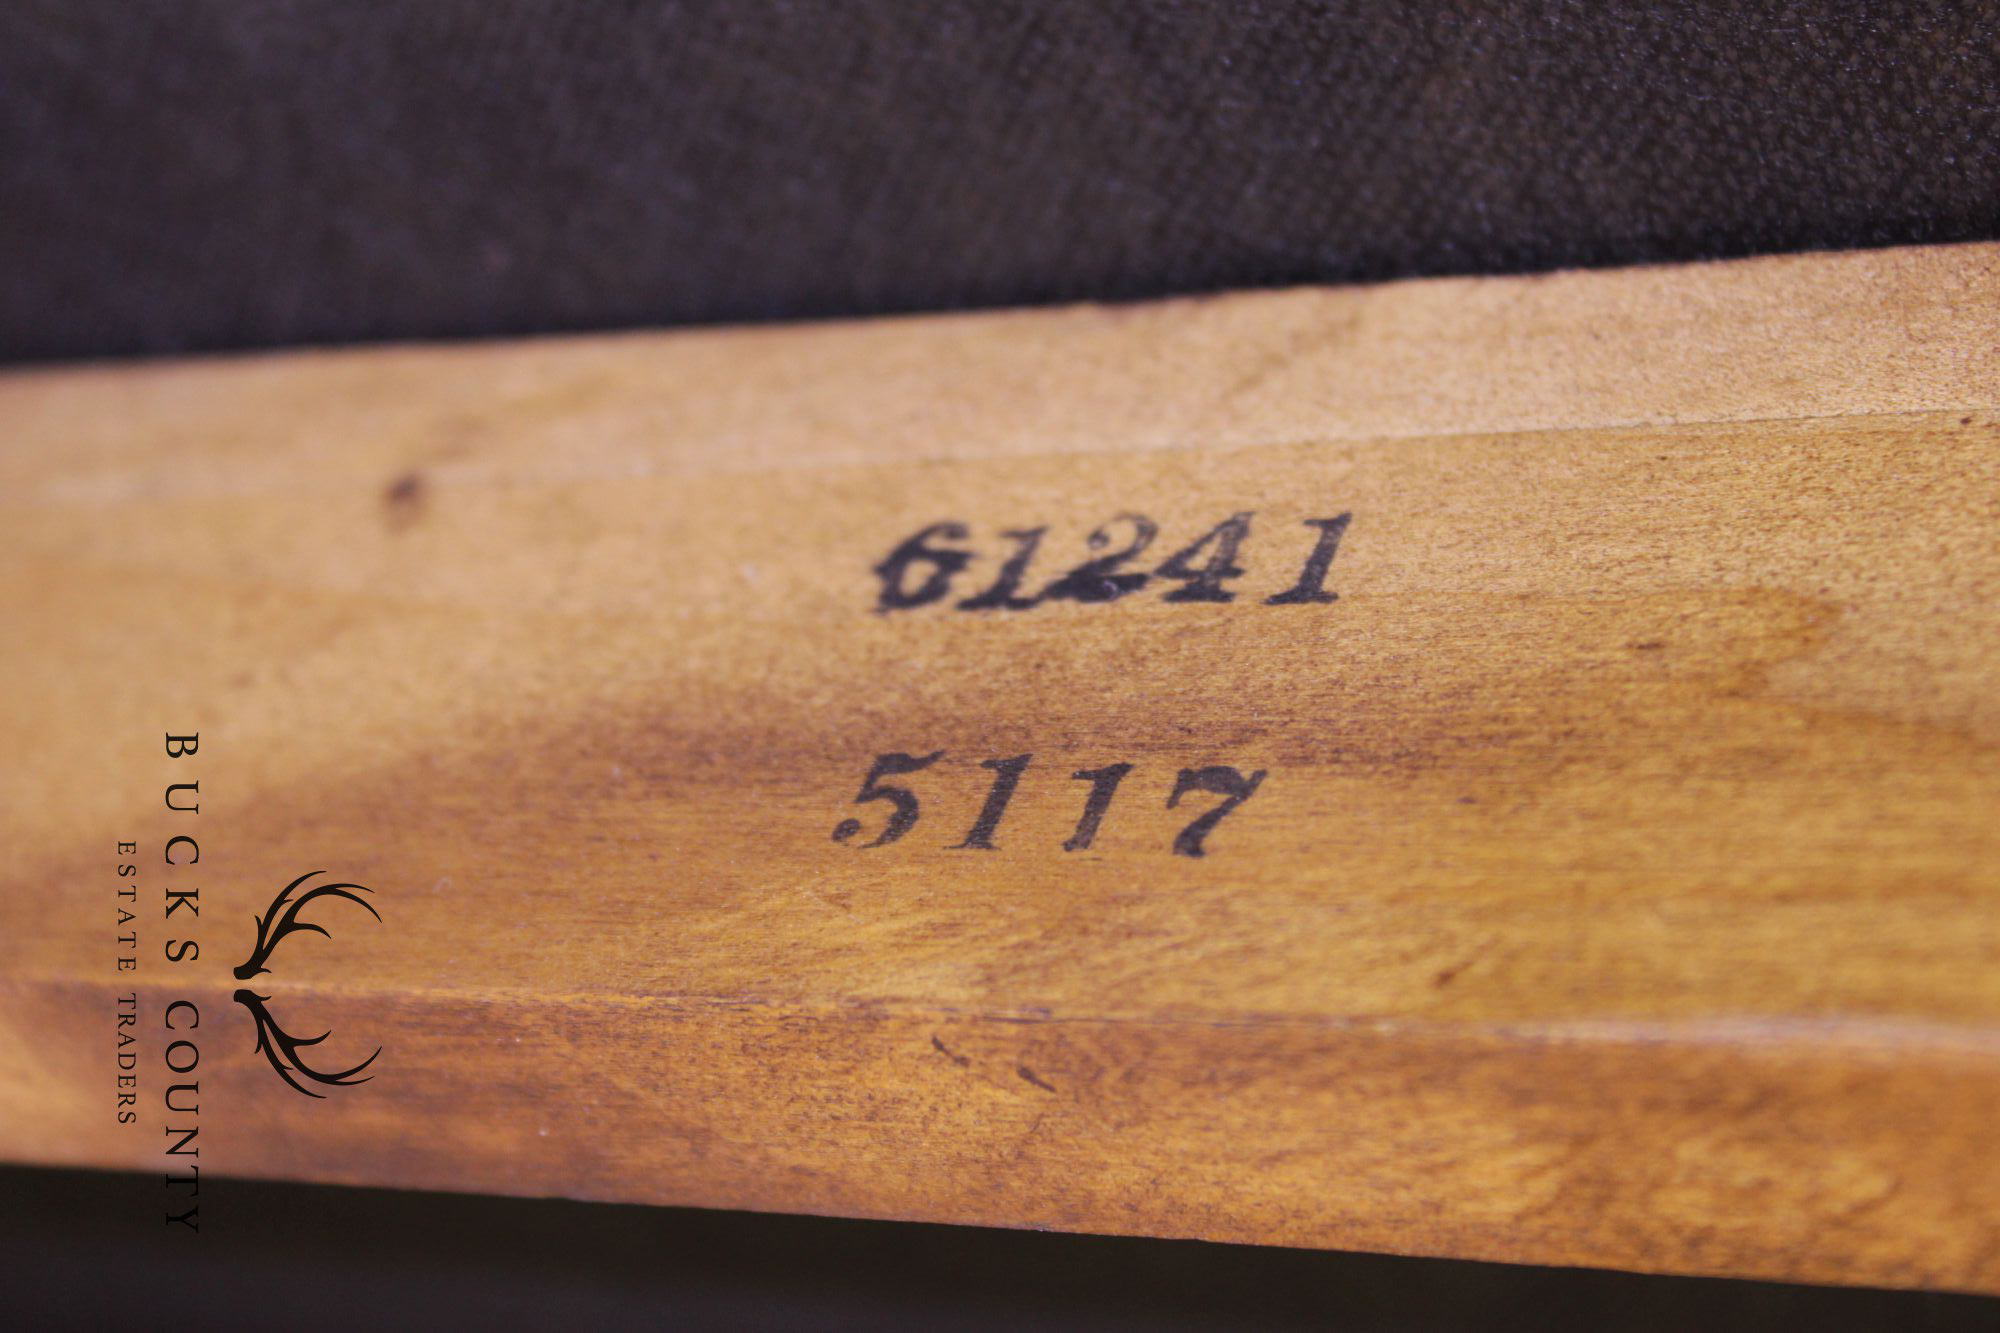 61241
5117
BUCKS COUNTY
ESTATE TRADERS